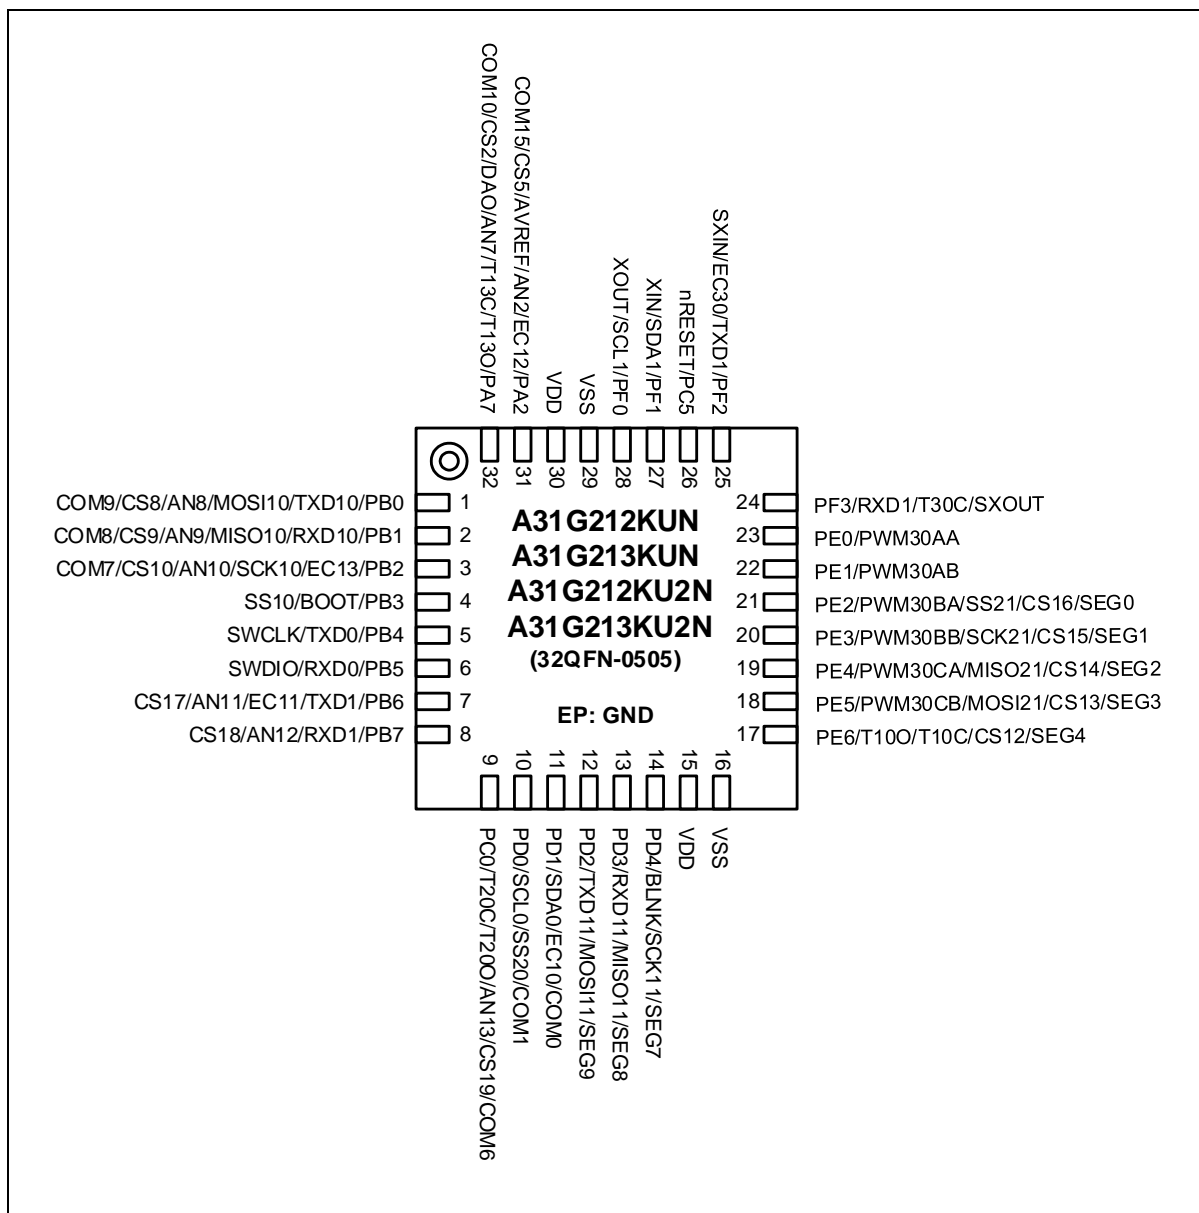 COM10/CS2/DAO/AN7/T13C/T13O/PA7
COM15/CS5/AVREF/AN2/EC12/PA2
VDD
VSS
XOUT/SCL1/PF0
XIN/SDA1/PF1
nRESET/PC5
SXIN/EC30/TXD1/PF2
32
31
30
29
28
27
26
25
COM9/CS8/AN8/MOSI10/TXD10/PB0 1
COM8/CS9/AN9/MISO10/RXD10/PB1 2
COM7/CS10/AN10/SCK10/EC13/PB2 3
SS10/BOOT/PB3 4
SWCLK/TXD0/PB4 5
SWDIO/RXD0/PB5 6
CS17/AN11/EC11/TXD1/PB6 7
CS18/AN12/RXD1/PB7 8
A31G212KUN
A31G213KUN
A31G212KU2N
A31G213KU2N
(32QFN-0505)
EP: GND
24 PF3/RXD1/T30C/SXOUT
23 PE0/PWM30AA
22 PE1/PWM30AB
21 PE2/PWM30BA/SS21/CS16/SEG0
20 PE3/PWM30BB/SCK21/CS15/SEG1
19 PE4/PWM30CA/MISO21/CS14/SEG2
18 PE5/PWM30CB/MOSI21/CS13/SEG3
17 PE6/T10O/T10C/CS12/SEG4
9
10
11
12
13
14
15
16
PC0/T20C/T20O/AN13/CS19/COM6
PD0/SCL0/SS20/COM1
PD1/SDA0/EC10/COM0
PD2/TXD11/MOSI11/SEG9
PD3/RXD11/MISO11/SEG8
PD4/BLNK/SCK11/SEG7
VDD
VSS